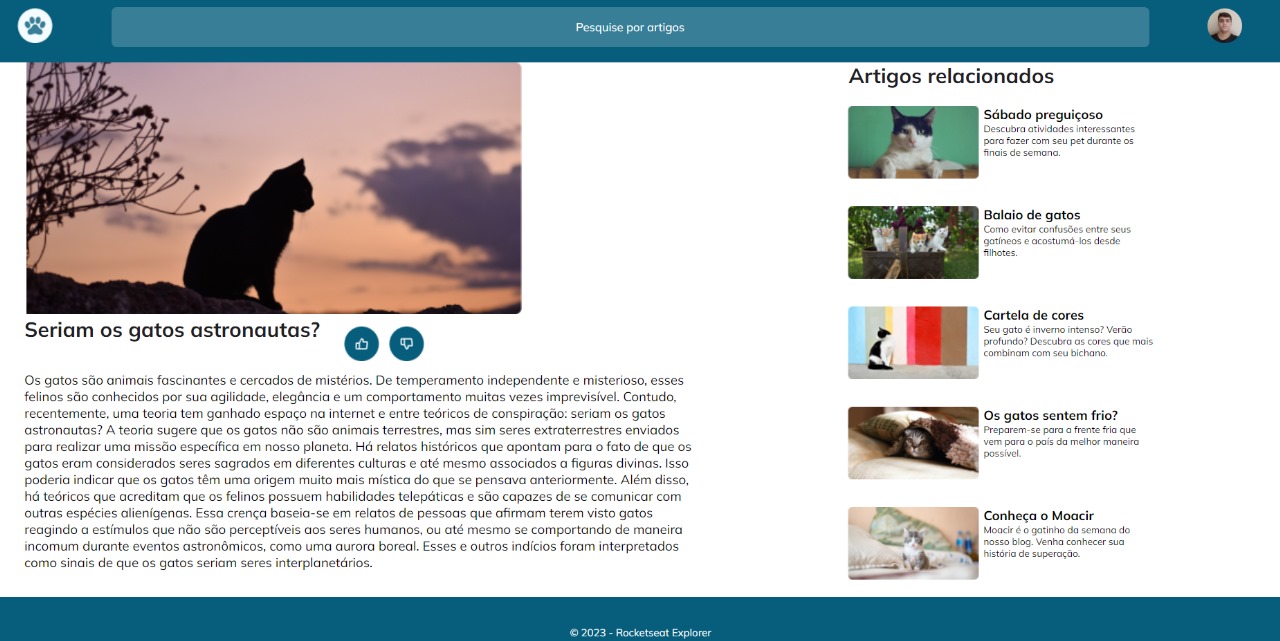 Pesquise por artigos
Seriam os gatos astronautas?
Os gatos são animais fascinantes e cercados de mistérios. De temperamento independente e misterioso, esses
felinos são conhecidos por sua agilidade, elegância e um comportamento muitas vezes imprevisível. Contudo,
recentemente, uma teoria tem ganhado espaço na internet e entre teóricos de conspiração: seriam os gatos
astronautas? A teoria sugere que os gatos não são animais terrestres, mas sim seres extraterrestres enviados
para realizar uma missão específica em nosso planeta. Há relatos históricos que apontam para o fato de que os
gatos eram considerados seres sagrados em diferentes culturas e até mesmo associados a figuras divinas. Isso
poderia indicar que os gatos têm uma origem muito mais mística do que se pensava anteriormente. Além disso,
há teóricos que acreditam que os felinos possuem habilidades telepáticas e são capazes de se comunicar com
outras espécies alienígenas. Essa crença baseia-se em relatos de pessoas que afirmam terem visto gatos
reagindo a estímulos que não são perceptíveis aos seres humanos, ou até mesmo se comportando de maneira
incomum durante eventos astronômicos, como uma aurora boreal. Esses e outros indícios foram interpretados
como sinais de que os gatos seriam seres interplanetários.
Artigos relacionados
Sábado preguiçoso
Descubra atividades interessantes
para fazer com seu pet durante os
finais de semana.
Balaio de gatos
Como evitar confusões entre seus
gatíneos e acostumá-los desde
filhotes.
Cartela de cores
Seu gato é inverno intenso? Verão
profundo? Descubra as cores que mais
combinam com seu bichano.
Os gatos sentem frio?
Preparem-se para a frente fria que
vem para o país da melhor maneira
possível.
Conheça o Moacir
Moacir é o gatinho da semana do
nosso blog. Venha conhecer sua
história de superação.
© 2023 - Rocketseat Explorer